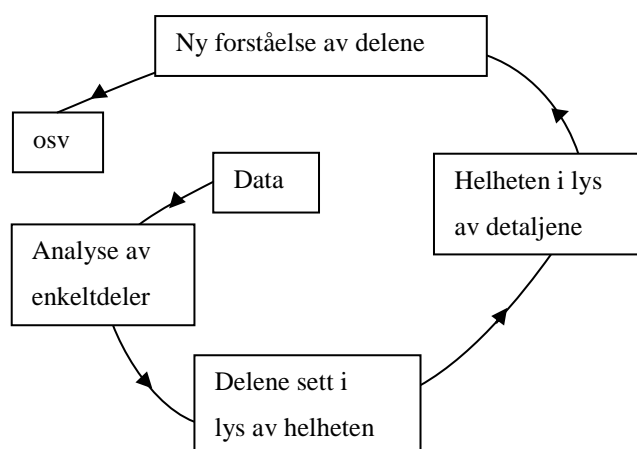 Ny forståelse av delene
osv
Data
Helheten i lys
av detaljene
Analyse av
enkeltdeler
Delene sett i
lys av helheten